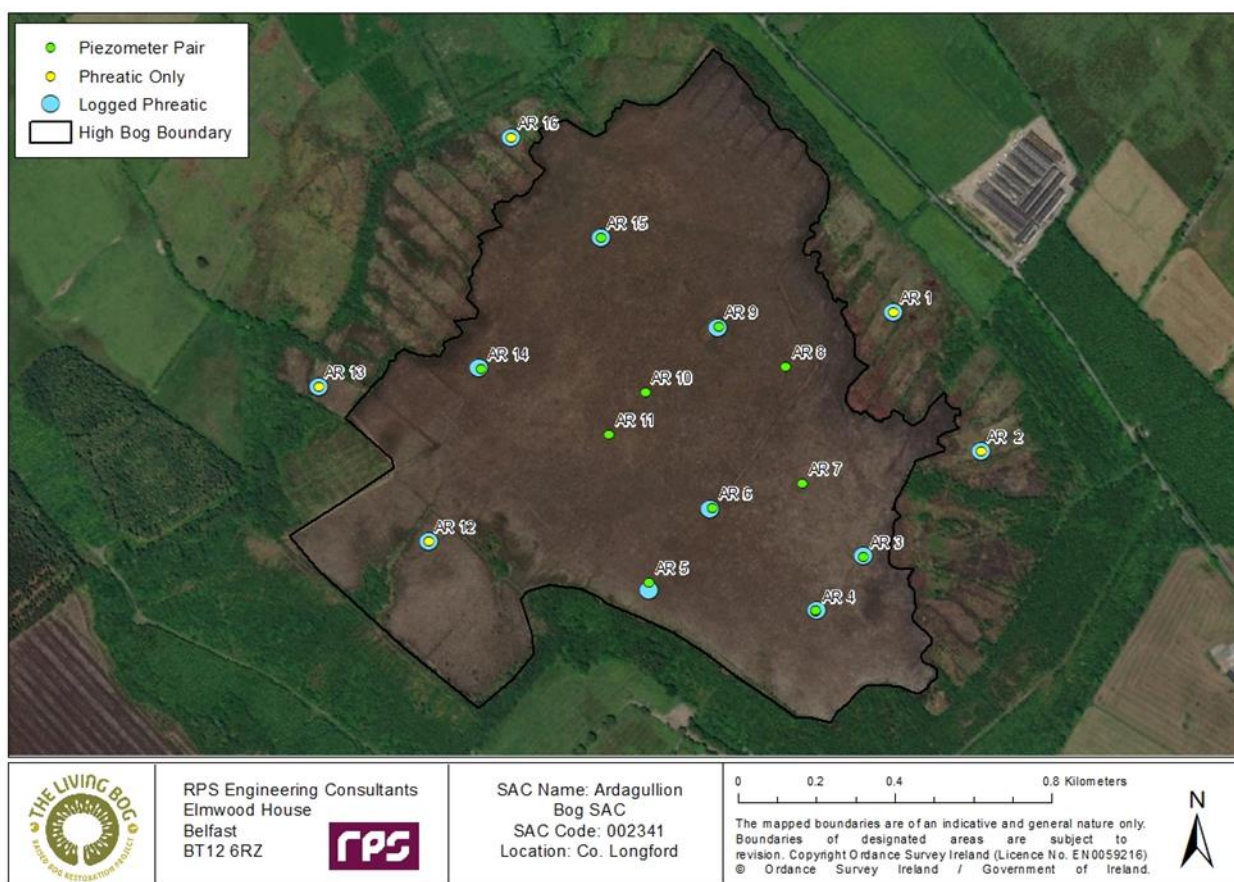 Piezometer Pair
Phreatic Only
Logged Phreatic
High Bog Boundary
AR 16
AR 15
AR 1
AR 9
AR 8
AR 14
AR 13
AR 10
AR 11
AR 2
AR 7
AR 6
AR 12
AR 3
AR 5
AR 4
THE LIVING BOG
RAISED BOG RESTORATION PROJECT
RPS Engineering Consultants
Elmwood House
Belfast
BT12 6RZ
rps
SAC Name: Ardagullion
Bog SAC
SAC Code: 002341
Location: Co. Longford
0 0.2 0.4 0.8 Kilometers
The mapped boundaries are of an indicative and general nature only.
Boundaries of designated areas are subject to
revision. Copyright Ordance Survey Ireland (Licence No. EN0059216)
© Ordance Survey Ireland / Government of Ireland.
N